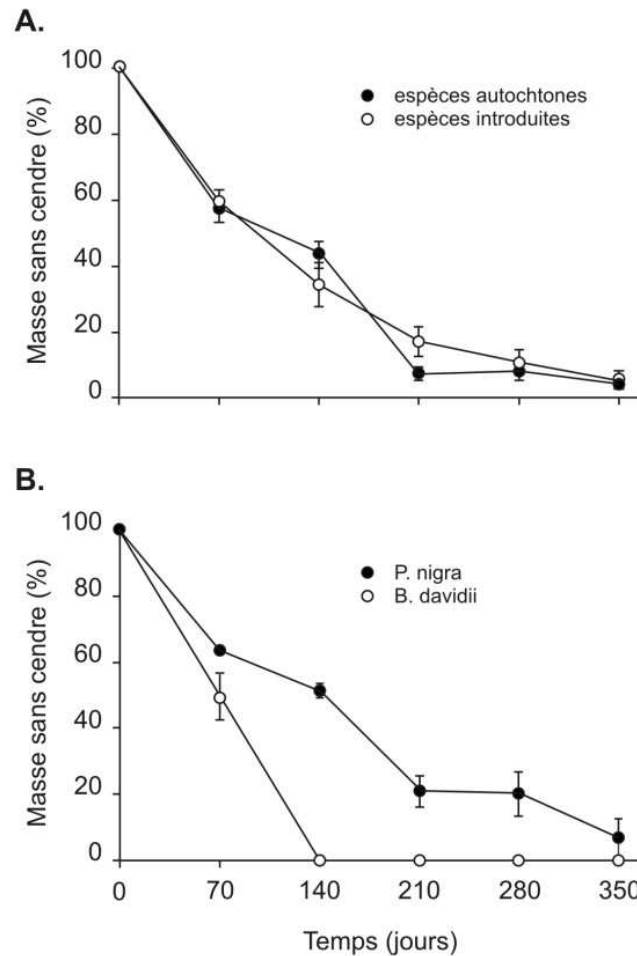 A.
Masse sans cendre (%)
100
80
60
40
20
0
espèces autochtones
espèces introduites
B.
Masse sans cendre (%)
100
80
60
40
20
0
P. nigra
B. davidii
0 70 140 210 280 350
Temps (jours)